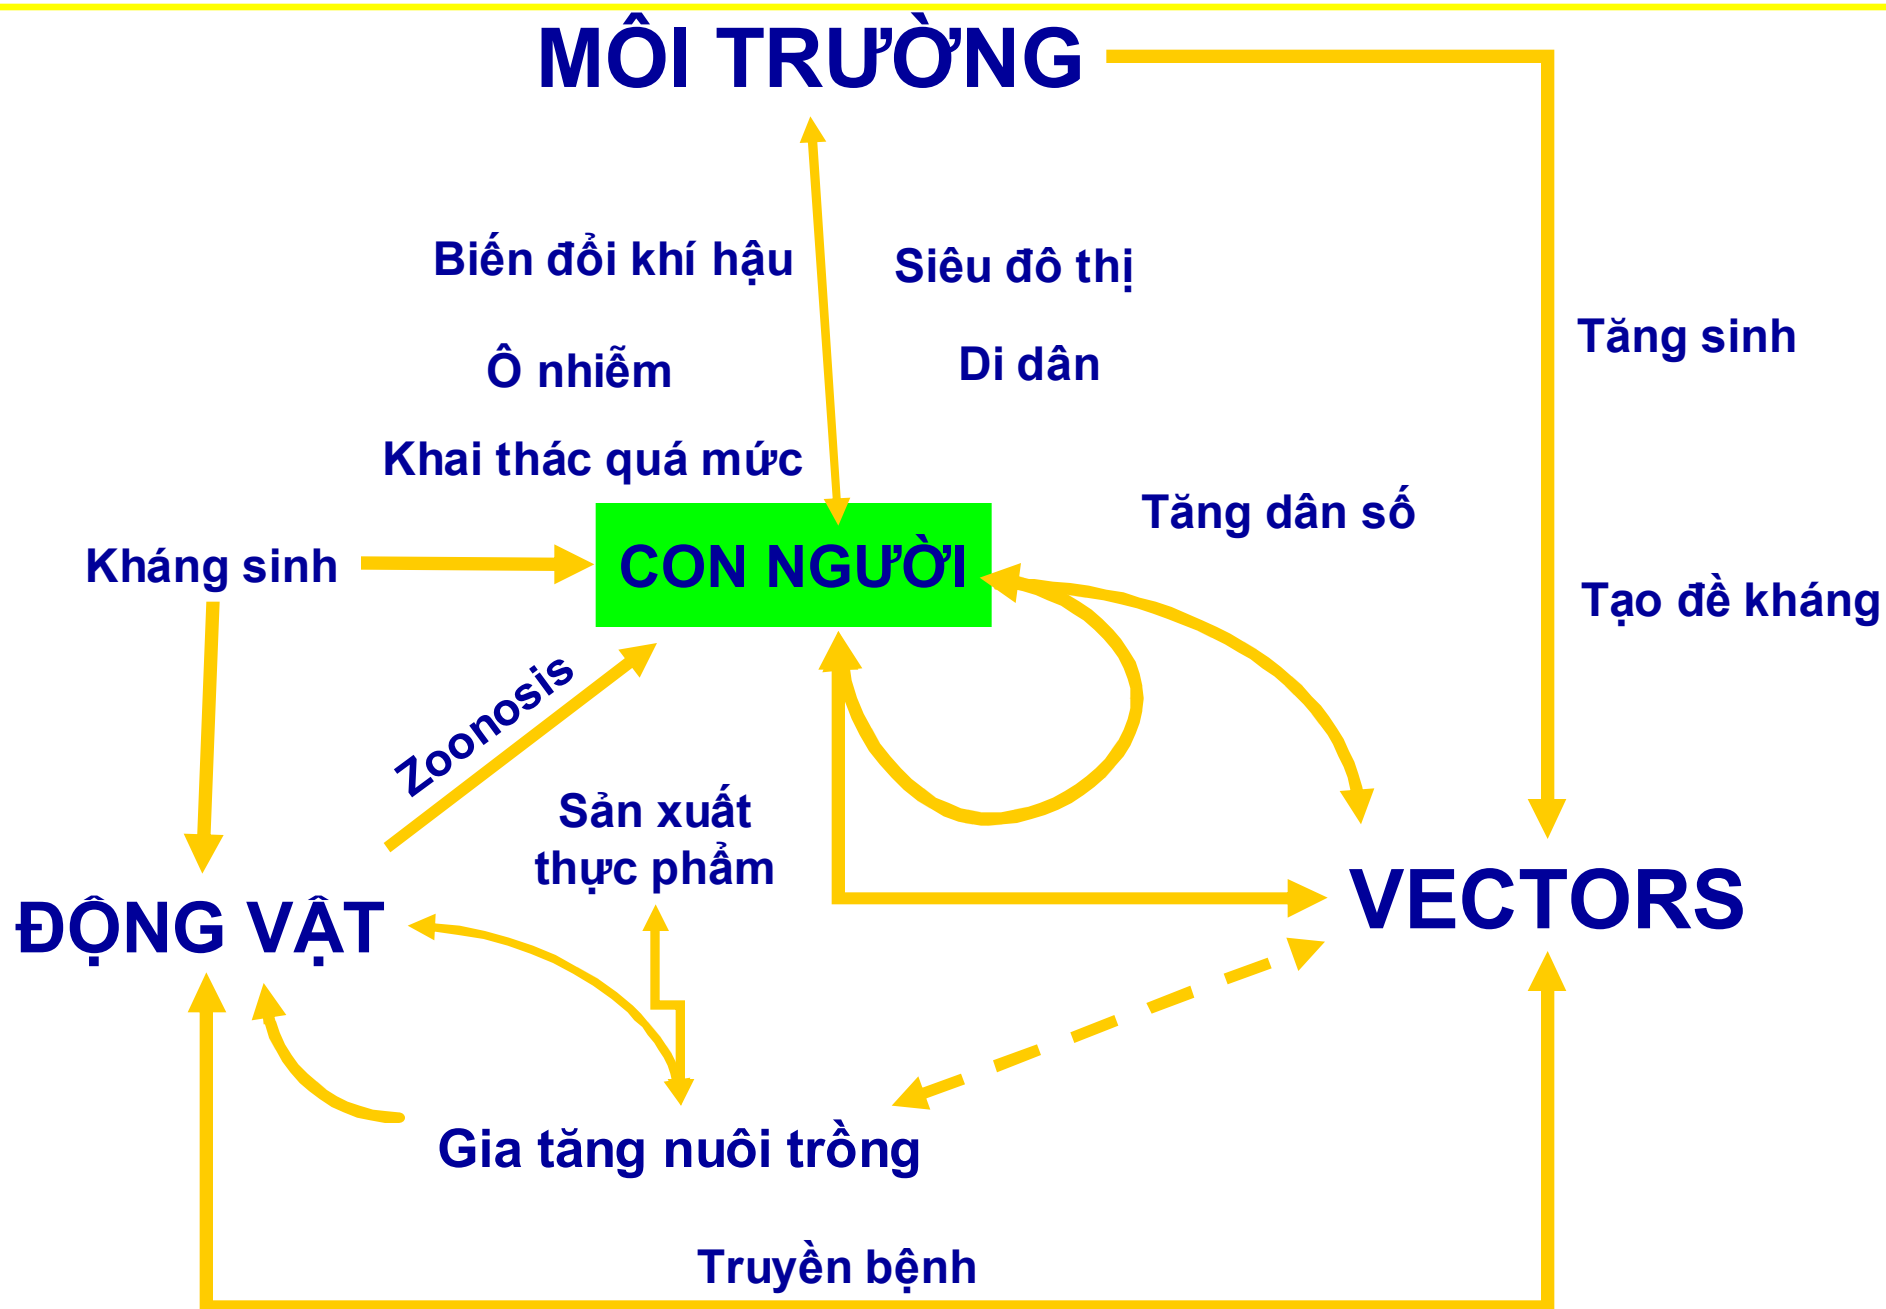 MÔI TRƯỜNG
Biến đổi khí hậu
Siêu đô thị
Tăng sinh
Ô nhiễm
Di dân
Khai thác quá mức
Tăng dân số
Kháng sinh
CON NGƯỜI
Tạo đề kháng
Zoonosis
Sản xuất
thực phẩm
ĐỘNG VẬT
VECTORS
Gia tăng nuôi trồng
Truyền bệnh